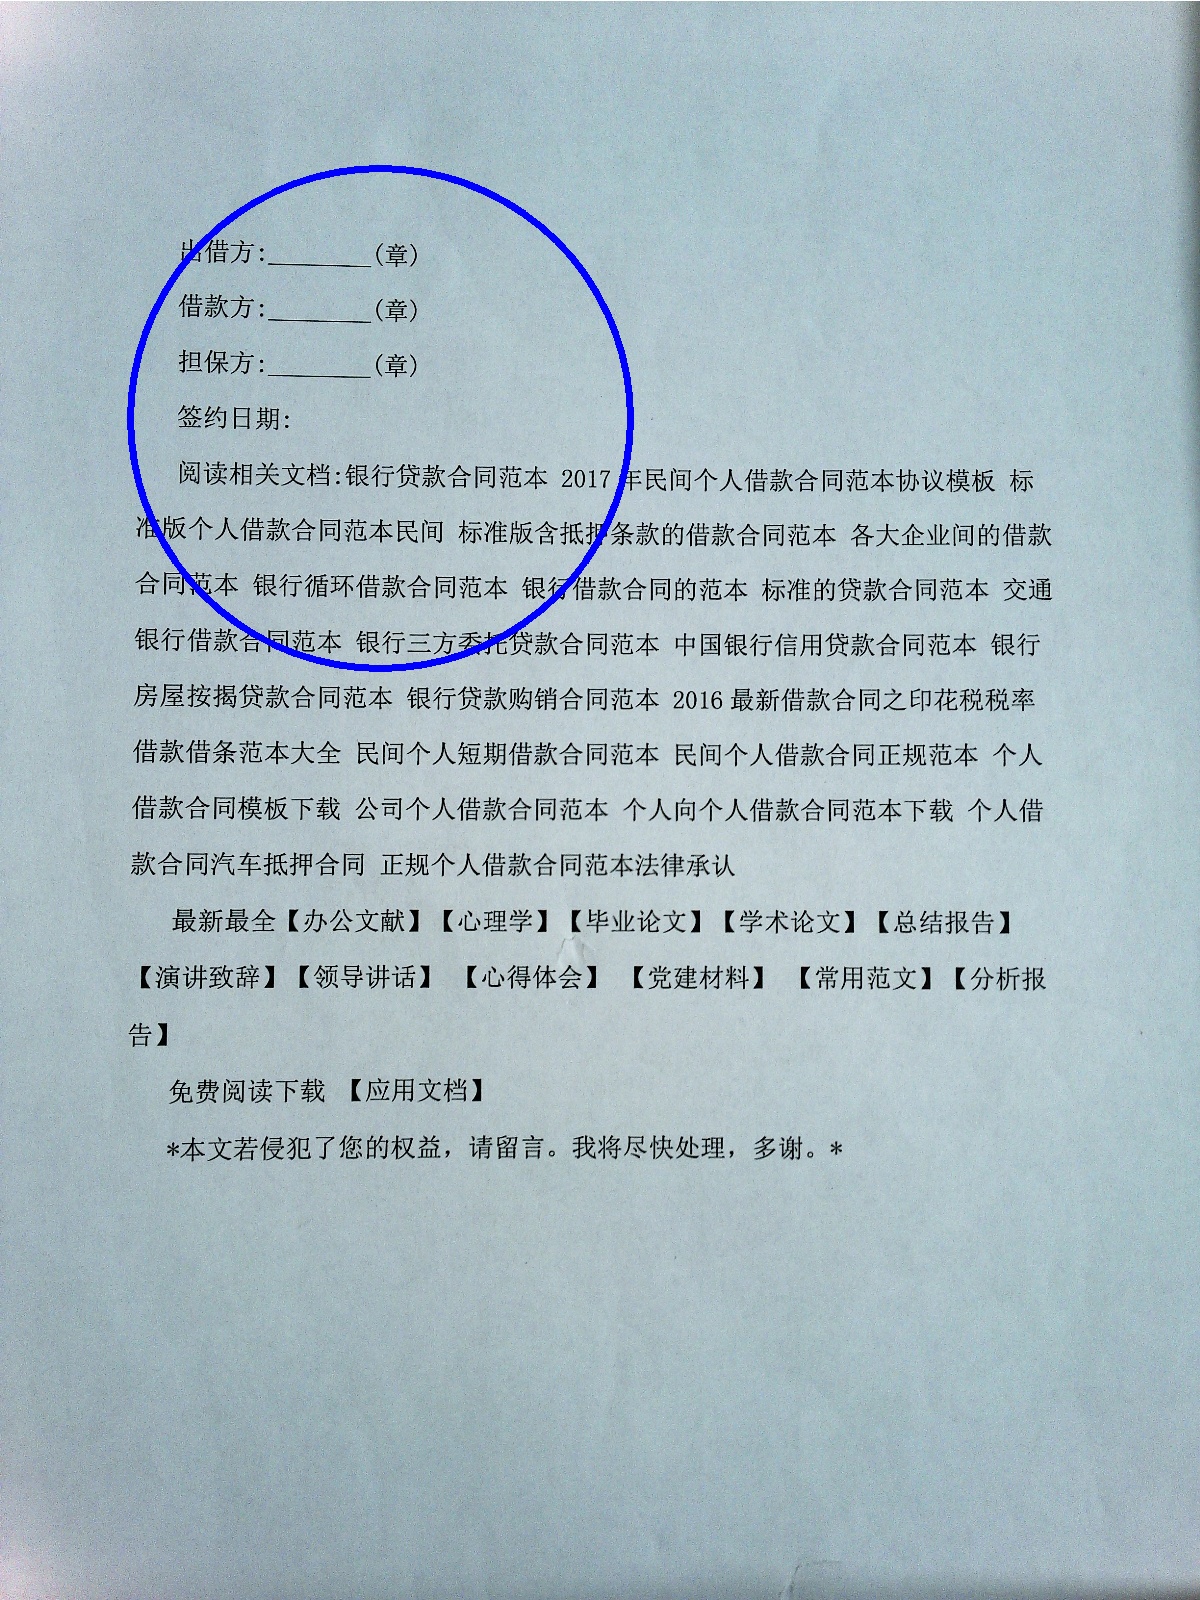 出借方:________(章)
借款方:________(章)
担保方:________(章)
签约日期:
阅读相关文档:银行贷款合同范本 2017年民间个人借款合同范本协议模板 标
准版个人借款合同范本民间 标准版含抵押条款的借款合同范本 各大企业间的借款
合同范本 银行循环借款合同范本 银行借款合同的范本 标准的贷款合同范本 交通
银行借款合同范本 银行三方委托贷款合同范本 中国银行信用贷款合同范本 银行
房屋按揭贷款合同范本 银行贷款购销合同范本 2016最新借款合同之印花税税率
借款借条范本大全 民间个人短期借款合同范本 民间个人借款合同正规范本 个人
借款合同模板下载 公司个人借款合同范本 个人向个人借款合同范本下载 个人借
款合同汽车抵押合同 正规个人借款合同范本法律承认
最新最全【办公文献】【心理学】【毕业论文】【学术论文】【总结报告】
【演讲致辞】【领导讲话】 【心得体会】 【党建材料】 【常用范文】【分析报
告】
免费阅读下载 【应用文档】
*本文若侵犯了您的权益，请留言。我将尽快处理，多谢。*